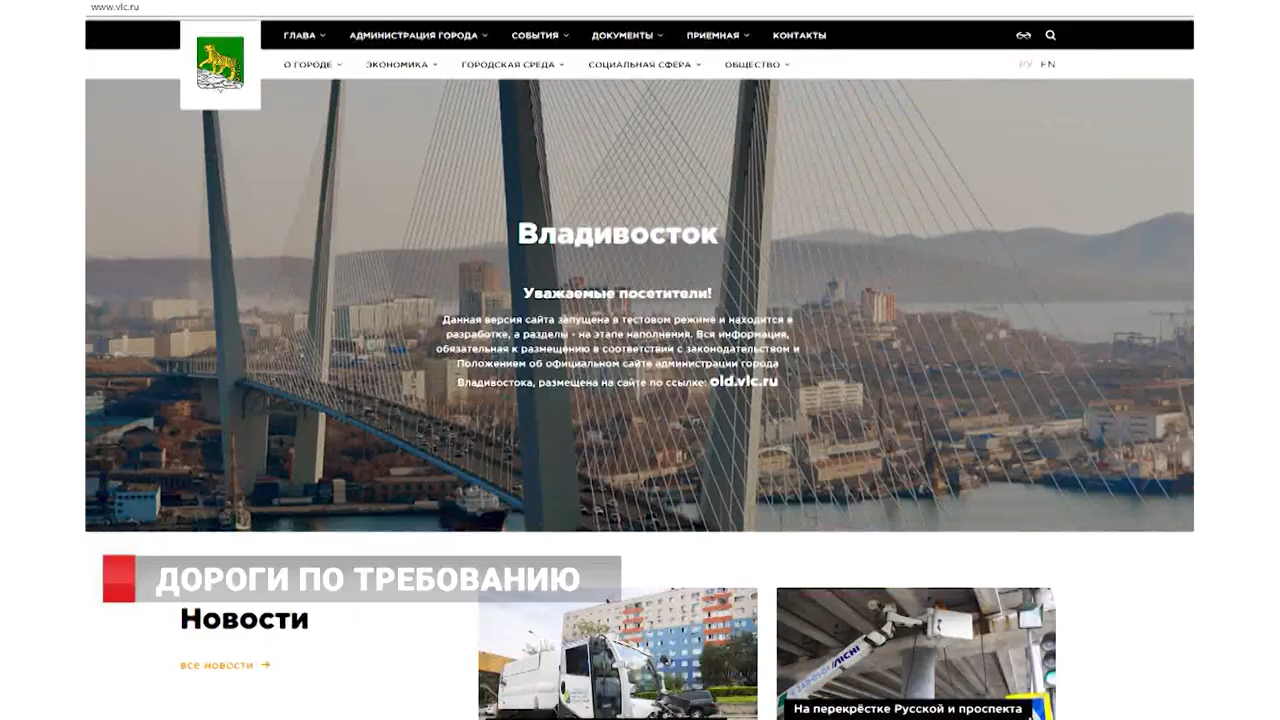 www.vlc.ru
ГЛАВА АДМИНИСТРАЦИЯ ГОРОДА СОБЫТИЯ ДОКУМЕНТЫ ПРИЕМНАЯ КОНТАКТЫ
О ГОРОДЕ ЭКОНОМИКА ГОРОДСКАЯ СРЕДА СОЦИАЛЬНАЯ СФЕРА ОБЩЕСТВО РУ EN
Владивосток
Уважаемые посетители!
Данная версия сайта запущена в тестовом режиме и находится в
разработке, а разделы - на этапе наполнения. Вся информация,
обязательная к размещению в соответствии с законодательством и
Положением об официальном сайте администрации города
Владивостока, размещена на сайте по ссылке: old.vlc.ru
ДОРОГИ ПО ТРЕБОВАНИЮ
Новости
все новости →
AICHI
На перекрёстке Русской и проспекта